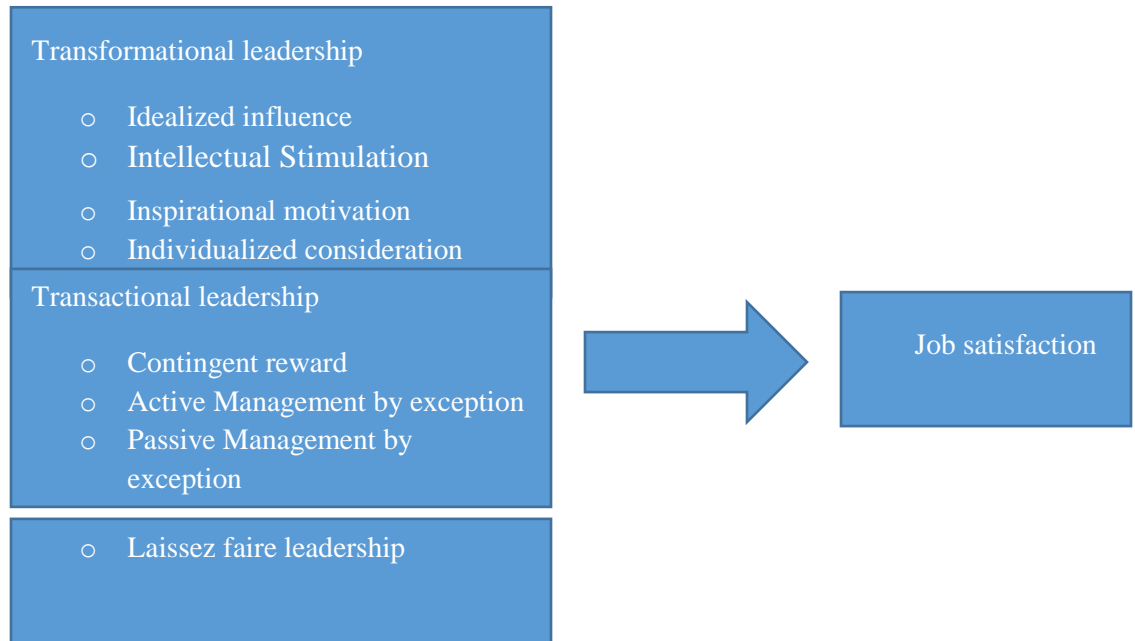 Transformational leadership
o Idealized influence
o Intellectual Stimulation
o Inspirational motivation
o Individualized consideration
Transactional leadership
o Contingent reward
o Active Management by exception
o Passive Management by
exception
o Laissez faire leadership
Job satisfaction